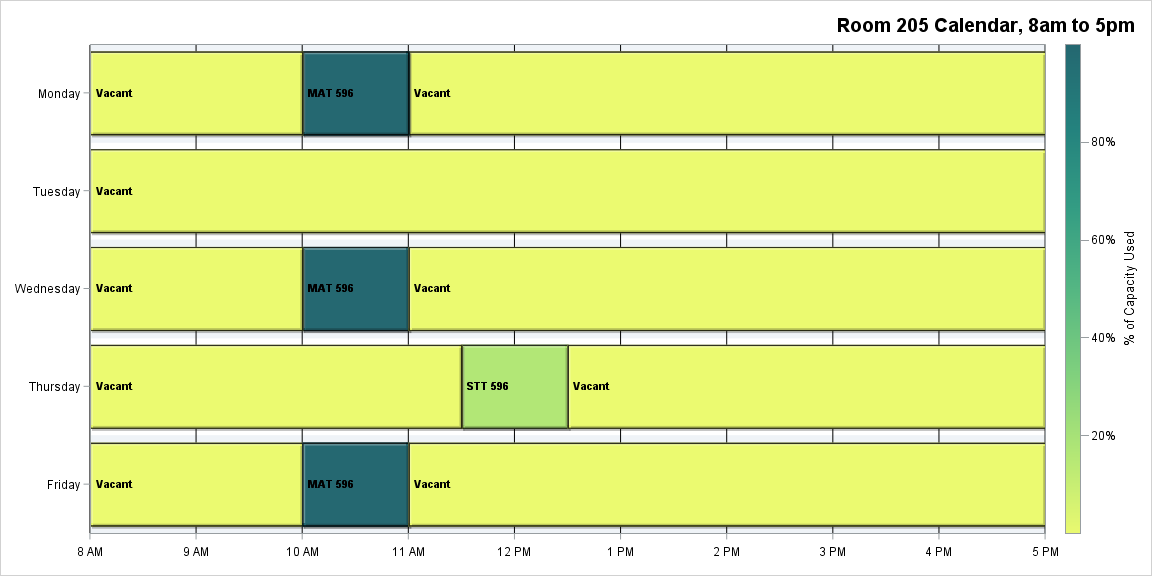 Room 205 Calendar, 8am to 5pm
Monday
Vacant
MAT 596
Vacant
Tuesday
Vacant
Wednesday
Vacant
MAT 596
Vacant
Thursday
Vacant
STT 596
Vacant
Friday
Vacant
MAT 596
Vacant
8 AM
9 AM
10 AM
11 AM
12 PM
1 PM
2 PM
3 PM
4 PM
5 PM
80%
60%
40%
20%
% of Capacity Used